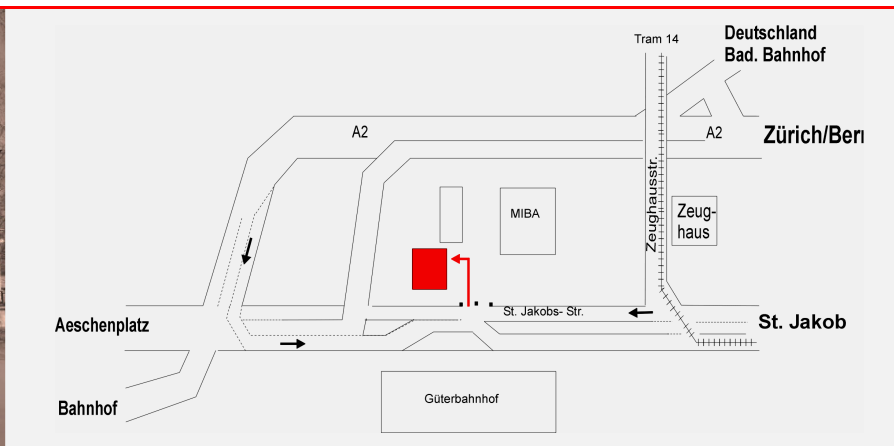 Tram 14
Deutschland
Bad. Bahnhof
A2
A2
Zürich/Bern
Zeughausstr.
MIBA
Zeug-
haus
St. Jakobs- Str.
Aeschenplatz
St. Jakob
Bahnhof
Güterbahnhof